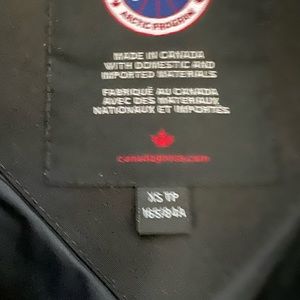 ARCTIC PROGRAM
MADE IN CANADA
WITH DOMESTIC AND
IMPORTED MATERIALS
FABRIQUÉ AU CANADA
AVEC DES MATÉRIAUX
NATIONAUX ET IMPORTÉS
canadagoose.com
XS TP
165/84A